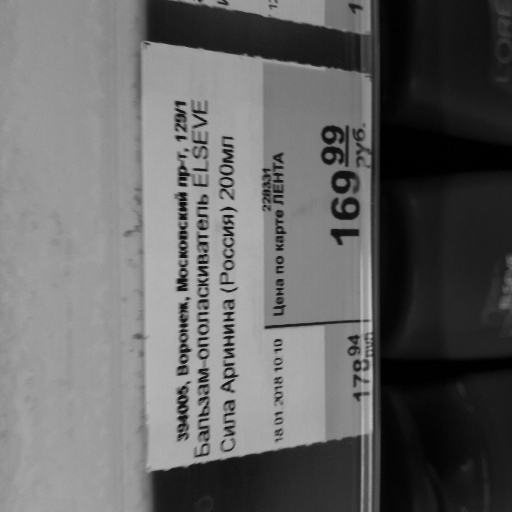 394005, Воронеж, Московский пр-т, 129/1
Бальзам-ополаскиватель ELSEVE
Сила Аргинина (Россия) 200мл
228331
Цена по карте ЛЕНТА
169 99
руб.
18.01.2018 10:10
178 94
руб